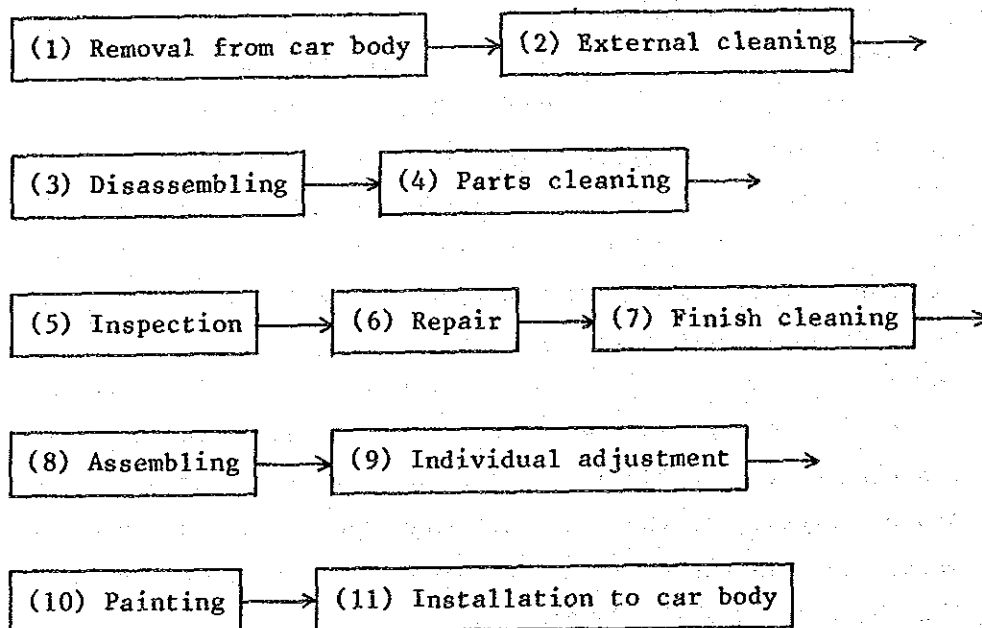 (1) Removal from car body (2) External cleaning
(3) Disassembling (4) Parts cleaning
(5) Inspection (6) Repair (7) Finish cleaning
(8) Assembling (9) Individual adjustment
(10) Painting (11) Installation to car body